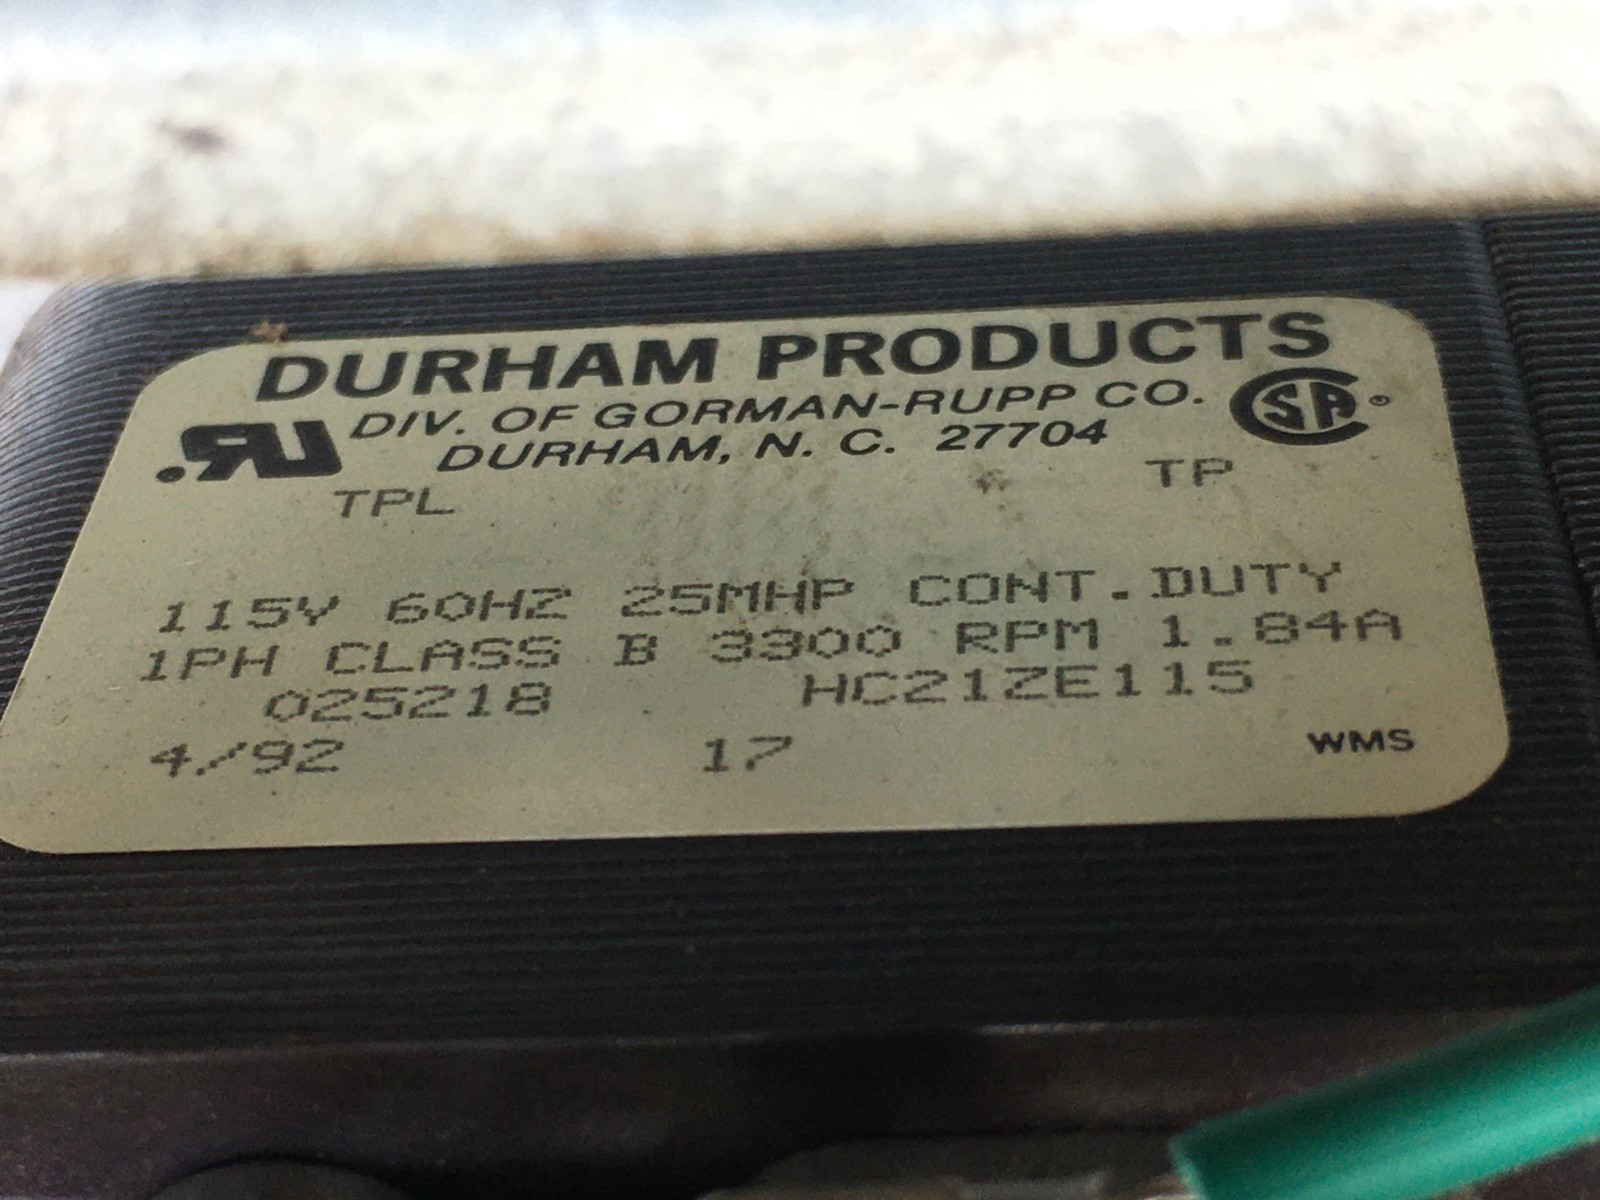 DURHAM PRODUCTS
DIV. OF GORMAN-RUPP CO.
DURHAM, N. C. 27704
TPL TP
115V 60HZ 25MHP CONT.DUTY
1PH CLASS B 3300 RPM 1.84A
025218 HC21ZE115
4/92 17 WMS